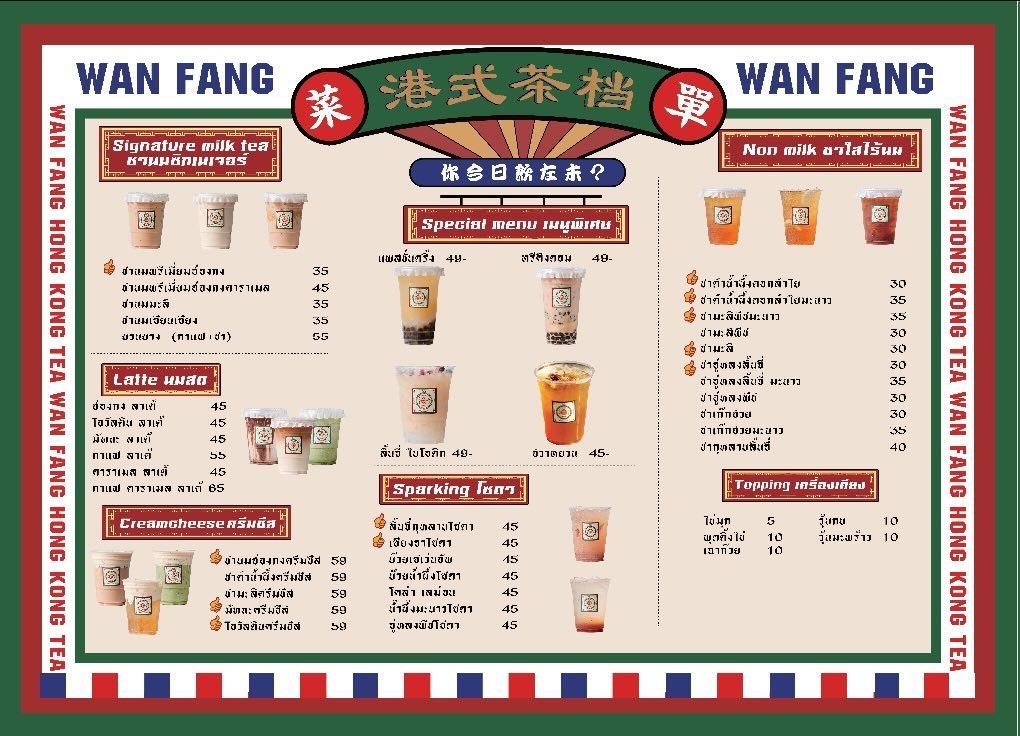 WAN FANG
菜 港式茶档 單
WAN FANG
WAN FANG HONG KONG TEA WAN FANG HONG KONG TEA
WAN FANG HONG KONG TEA WAN FANG HONG KONG TEA
你今日飲左未？
Signature milk tea
ชานมซิกเนเจอร์
ชานมพรีเมี่ยมฮ่องกง 35
ชานมพรีเมี่ยมฮ่องกงคาราเมล 45
ชานมมะลิ 35
ชานมเซียนเซียง 35
ยวนยาง (กาแฟ+ชา) 55
Latte นมสด
ฮ่องกง ลาเต้ 45
โอวัลติน ลาเต้ 45
มัทฉะ ลาเต้ 45
กาแฟ ลาเต้ 55
คาราเมล ลาเต้ 45
กาแฟ คาราเมล ลาเต้ 65
Creamcheese ครีมชีส
ชานมฮ่องกงครีมชีส 59
ชาดำน้ำผึ้งครีมชีส 59
ชามะลิครีมชีส 59
มัทฉะครีมชีส 59
โอวัลตินครีมชีส 59
Special menu เมนูพิเศษ
แพสชั่นครึ่ง 49-
ทรีคิงดอม 49-
ลิ้นจี่ ไบโอติก 49-
ชวาดยวน 45-
Sparking โซดา
ลิ้นจี่กุหลาบโซดา 45
เซียงชาโซดา 45
บ๊วยเซเว่นอัพ 45
บ๊วยน้ำผึ้งโซดา 45
โคล่า เลม่อน 45
น้ำผึ้งมะนาวโซดา 45
อู่หลงพีชโซดา 45
Non milk ชาใสไร้นม
ชาดำน้ำผึ้งดอกลำไย 30
ชาดำน้ำผึ้งดอกลำไยมะนาว 35
ชามะลิพีชมะนาว 35
ชามะลิพีช 30
ชามะลิ 30
ชาอู่หลงลิ้นจี่ 30
ชาอู่หลงลิ้นจี่ มะนาว 35
ชาอู่หลงพีช 30
ชาเก๊กฮวย 30
ชาเก๊กฮวยมะนาว 35
ชากุหลาบลิ้นจี่ 40
Topping เครื่องเคียง
ไข่มุก 5 วุ้นกบ 10
พุดดิ้งไข่ 10 วุ้นมะพร้าว 10
เฉาก๊วย 10